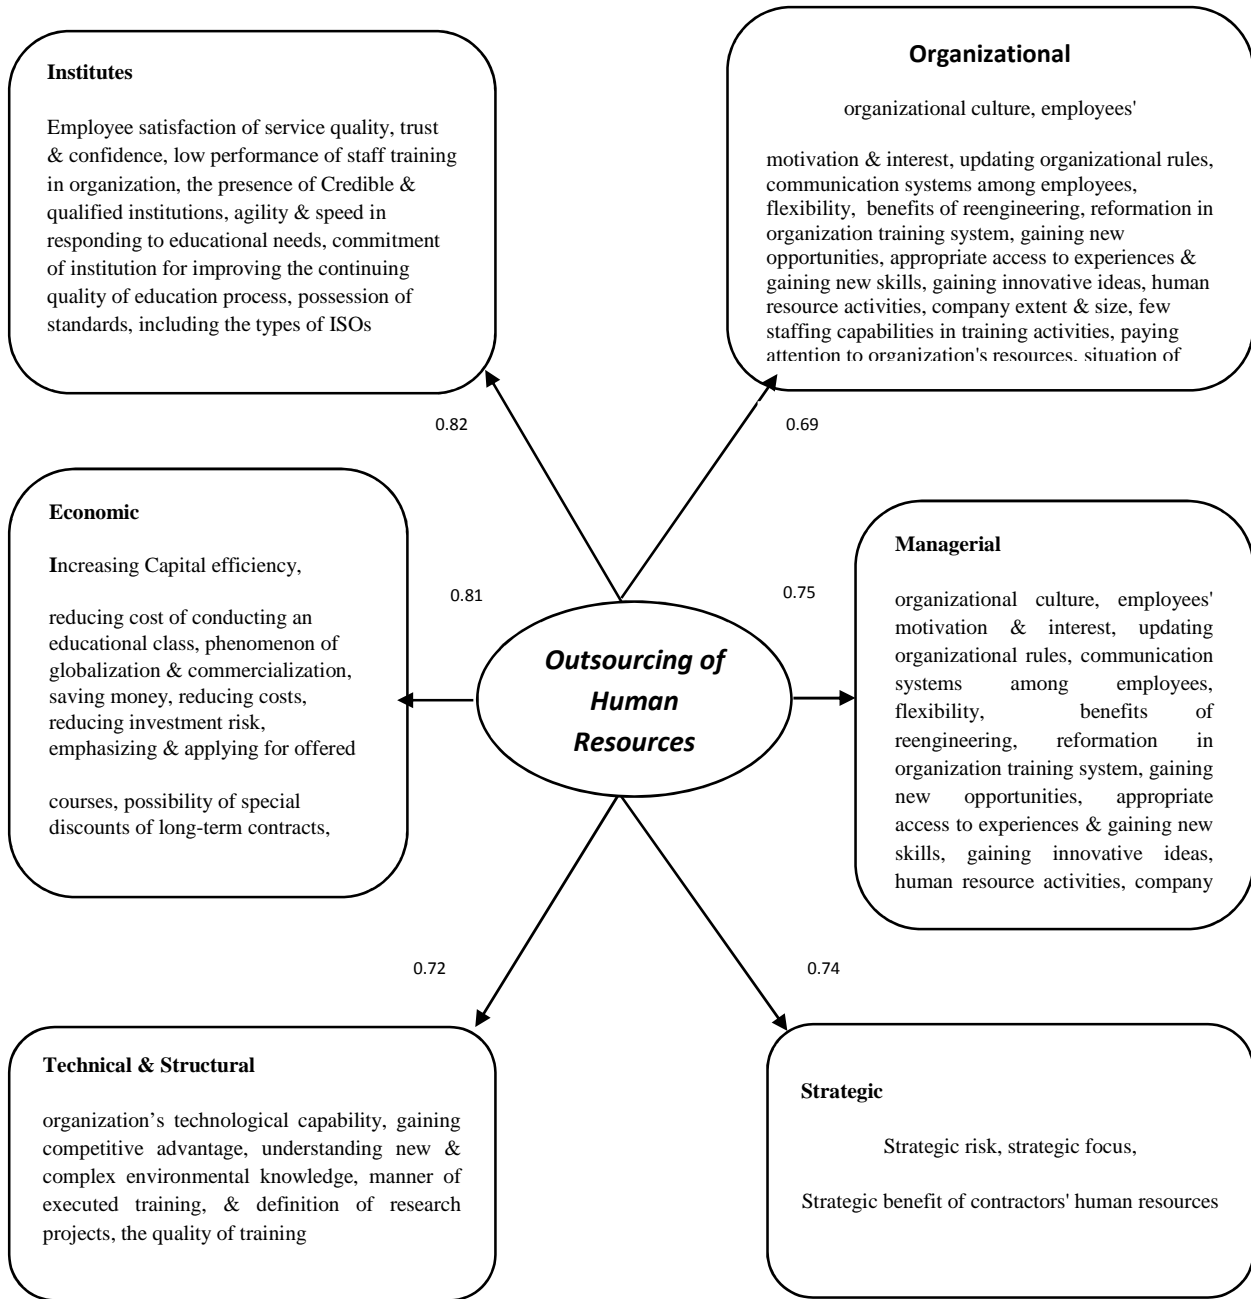 Institutes
Employee satisfaction of service quality, trust
& confidence, low performance of staff training
in organization, the presence of Credible &
qualified institutions, agility & speed in
responding to educational needs, commitment
of institution for improving the continuing
quality of education process, possession of
standards, including the types of ISOs
Organizational
organizational culture, employees'
motivation & interest, updating organizational rules,
communication systems among employees,
flexibility, benefits of reengineering, reformation in
organization training system, gaining new
opportunities, appropriate access to experiences &
gaining new skills, gaining innovative ideas, human
resource activities, company extent & size, few
staffing capabilities in training activities, paying
attention to organization's resources, situation of
0.82
0.69
Economic
Increasing Capital efficiency,
reducing cost of conducting an
educational class, phenomenon of
globalization & commercialization,
saving money, reducing costs,
reducing investment risk,
emphasizing & applying for offered
courses, possibility of special
discounts of long-term contracts,
0.81
0.75
Outsourcing of
Human
Resources
Managerial
organizational culture, employees'
motivation & interest, updating
organizational rules, communication
systems among employees,
flexibility, benefits of
reengineering, reformation in
organization training system, gaining
new opportunities, appropriate
access to experiences & gaining new
skills, gaining innovative ideas,
human resource activities, company
0.72
0.74
Technical & Structural
organization’s technological capability, gaining
competitive advantage, understanding new &
complex environmental knowledge, manner of
executed training, & definition of research
projects, the quality of training
Strategic
Strategic risk, strategic focus,
Strategic benefit of contractors' human resources